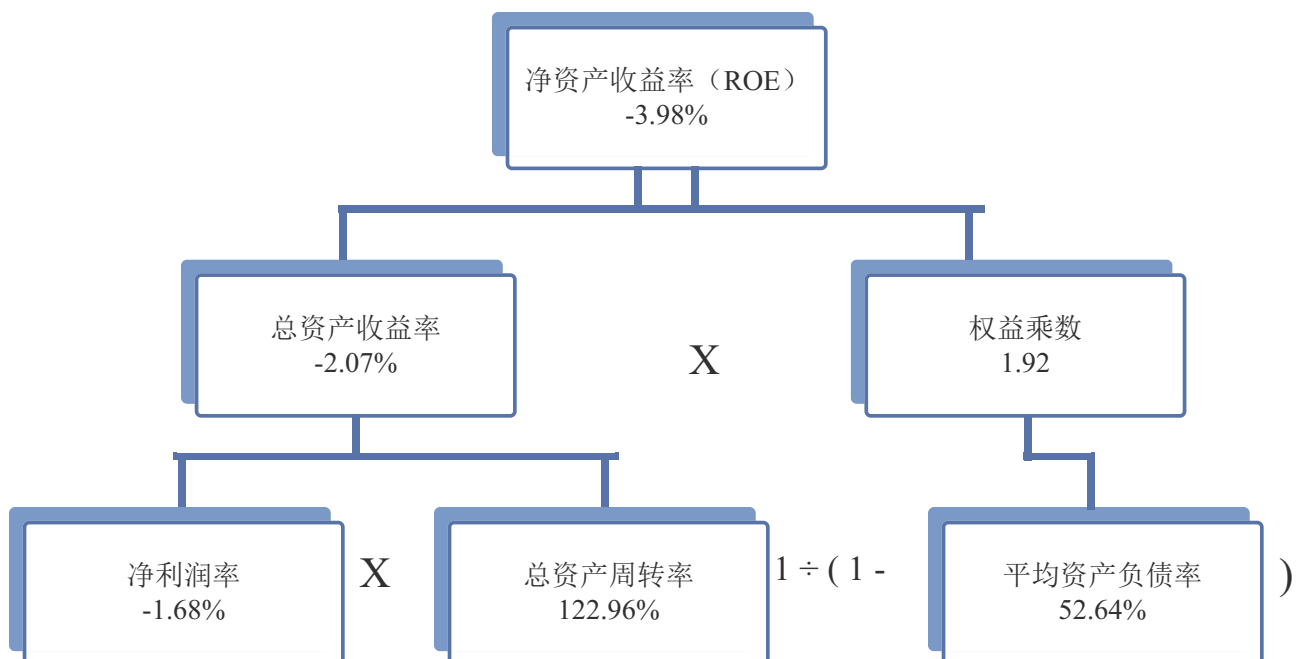 净资产收益率（ROE）
-3.98%
总资产收益率
-2.07%
X
权益乘数
1.92
净利润率
-1.68%
X
总资产周转率
122.96%
1 ÷ ( 1 -
平均资产负债率
52.64%
)